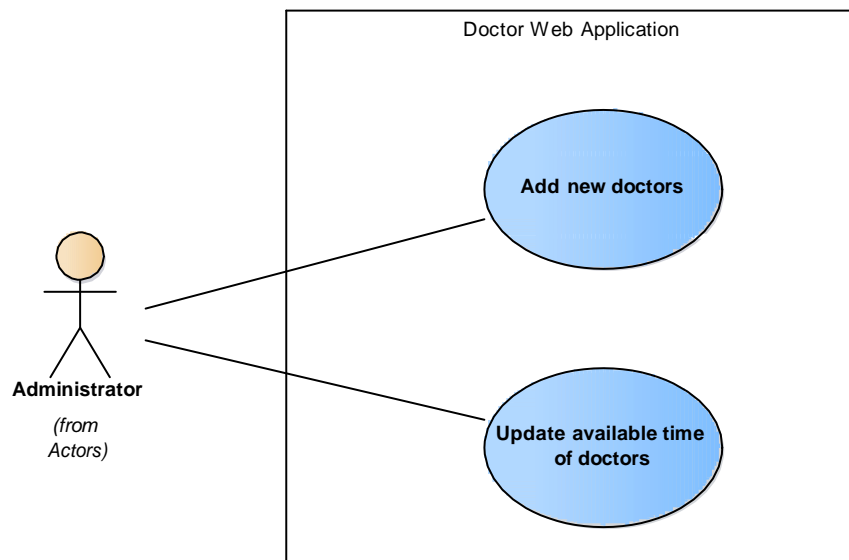 Doctor Web Application
Add new doctors
Administrator
(from
Actors)
Update available time
of doctors